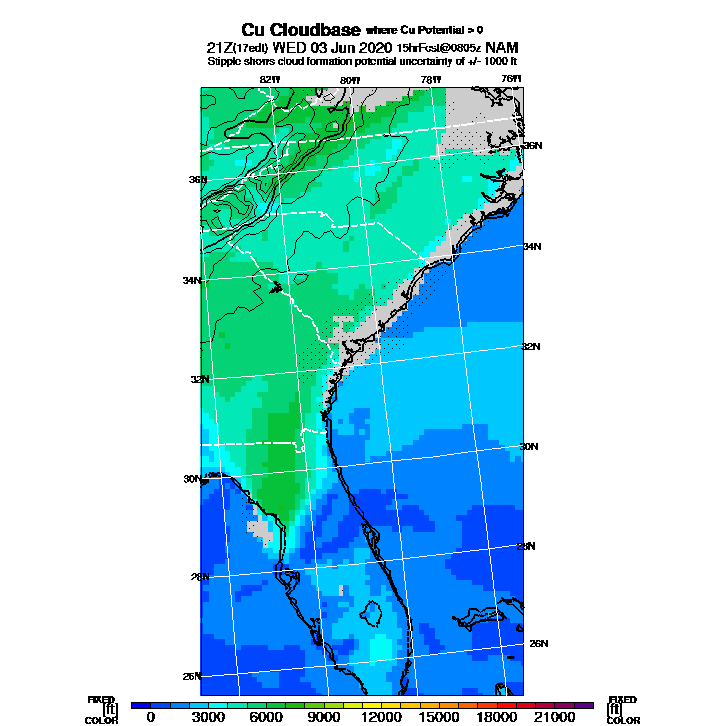 Cu Cloudbase where Cu Potential > 0
21Z(17edt) WED 03 Jun 2020 15hrFcst@0805z NAM
Stipple shows cloud formation potential uncertainty of +/- 1000 ft
82W 80W 78W 76W
36N
36N
34N
34N
32N
32N
30N
30N
28N
28N
26N
26N
FIXED FIXED
[ft] [ft]
COLOR COLOR
0 3000 6000 9000 12000 15000 18000 21000